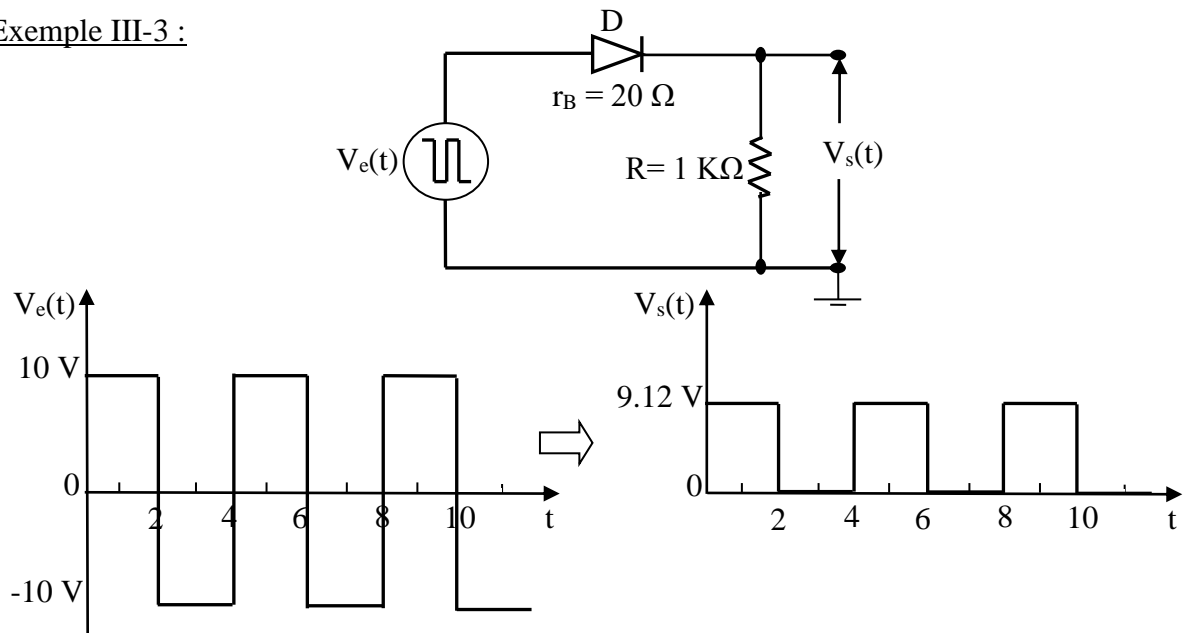 Exemple III-3 :
D
r_B = 20 Ω
V_e(t)
R= 1 KΩ
V_s(t)
V_e(t)
10 V
0
2 4 6 8 10 t
-10 V
V_s(t)
9.12 V
0
2 4 6 8 10 t